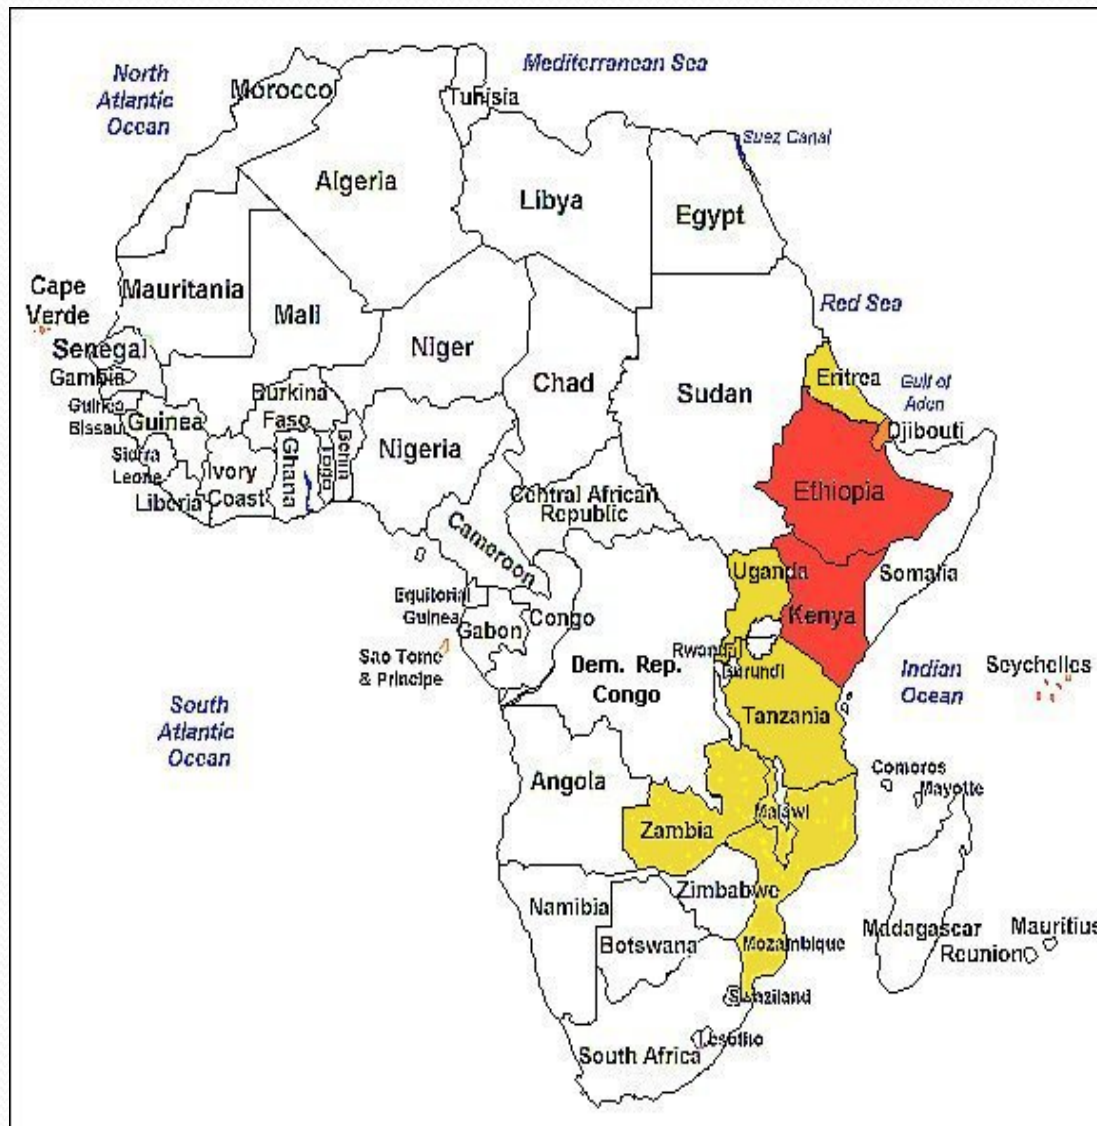 North
Atlantic
Ocean
Mediterranean Sea
Morocco
Tunisia
Suez Canal
Algeria
Libya
Egypt
Cape
Verde
Mauritania
Mali
Niger
Chad
Sudan
Red Sea
Senegal
Gambia
Guinea
Bissau
Guinea
Sierra
Leone
Liberia
Ivory
Coast
Burkina
Faso
Ghana
Togo
Benin
Nigeria
Eritrea
Gulf of
Aden
Djibouti
Ethiopia
Central African
Republic
Cameroon
Somalia
Uganda
Kenya
Equitorial
Guinea
Gabon
Congo
Sao Tome
& Principe
Dem. Rep.
Congo
Rwanda
Burundi
Tanzania
Indian
Ocean
Seychelles
South
Atlantic
Ocean
Angola
Zambia
Malawi
Comoros
Mayotte
Namibia
Botswana
Zimbabwe
Mozambique
Madagascar
Mauritius
Reunion
Swaziland
Lesotho
South Africa